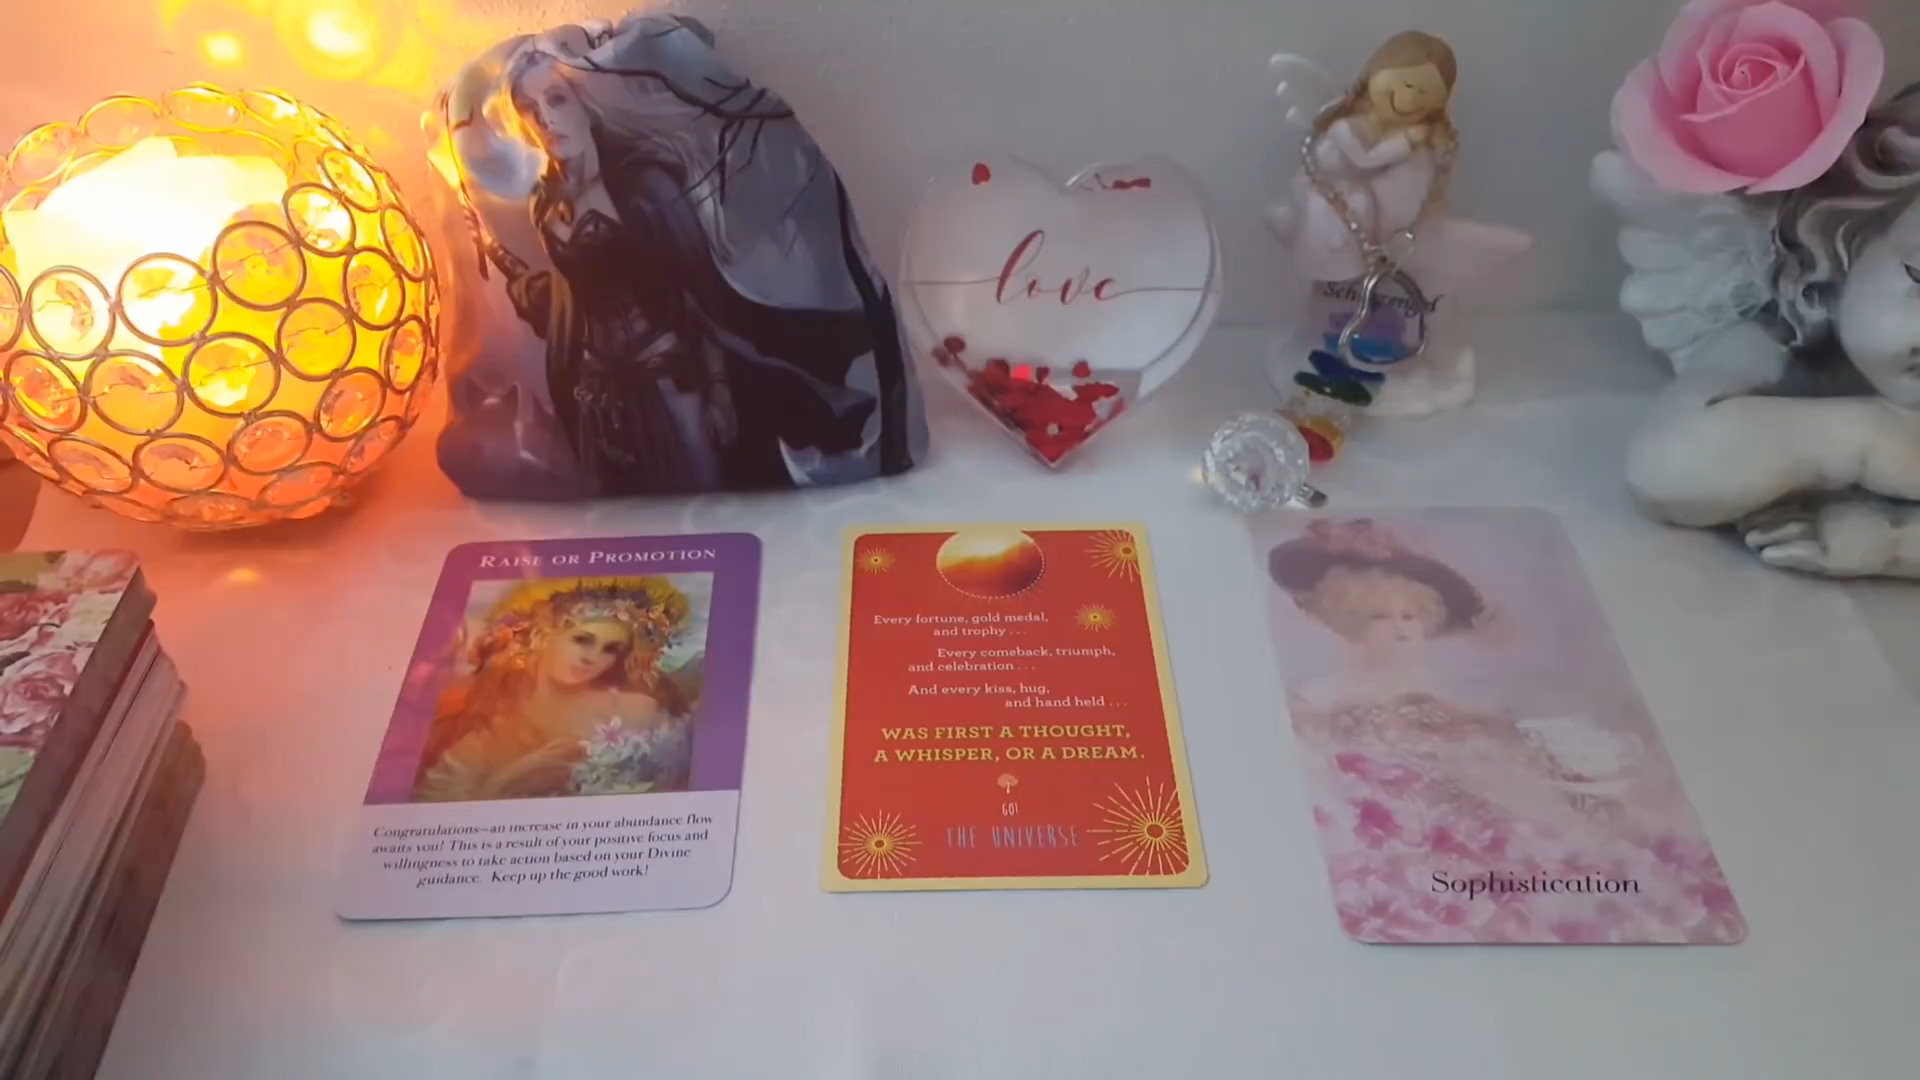 love
Schutzengel
RAISE OR PROMOTION
Congratulations—an increase in your abundance flow
awaits you! This is a result of your positive focus and
willingness to take action based on your Divine
guidance. Keep up the good work!
Every fortune, gold medal,
and trophy . . .
Every comeback, triumph,
and celebration . . .
And every kiss, hug,
and hand held . . .
WAS FIRST A THOUGHT,
A WHISPER, OR A DREAM.
GO!
THE UNIVERSE
Sophistication